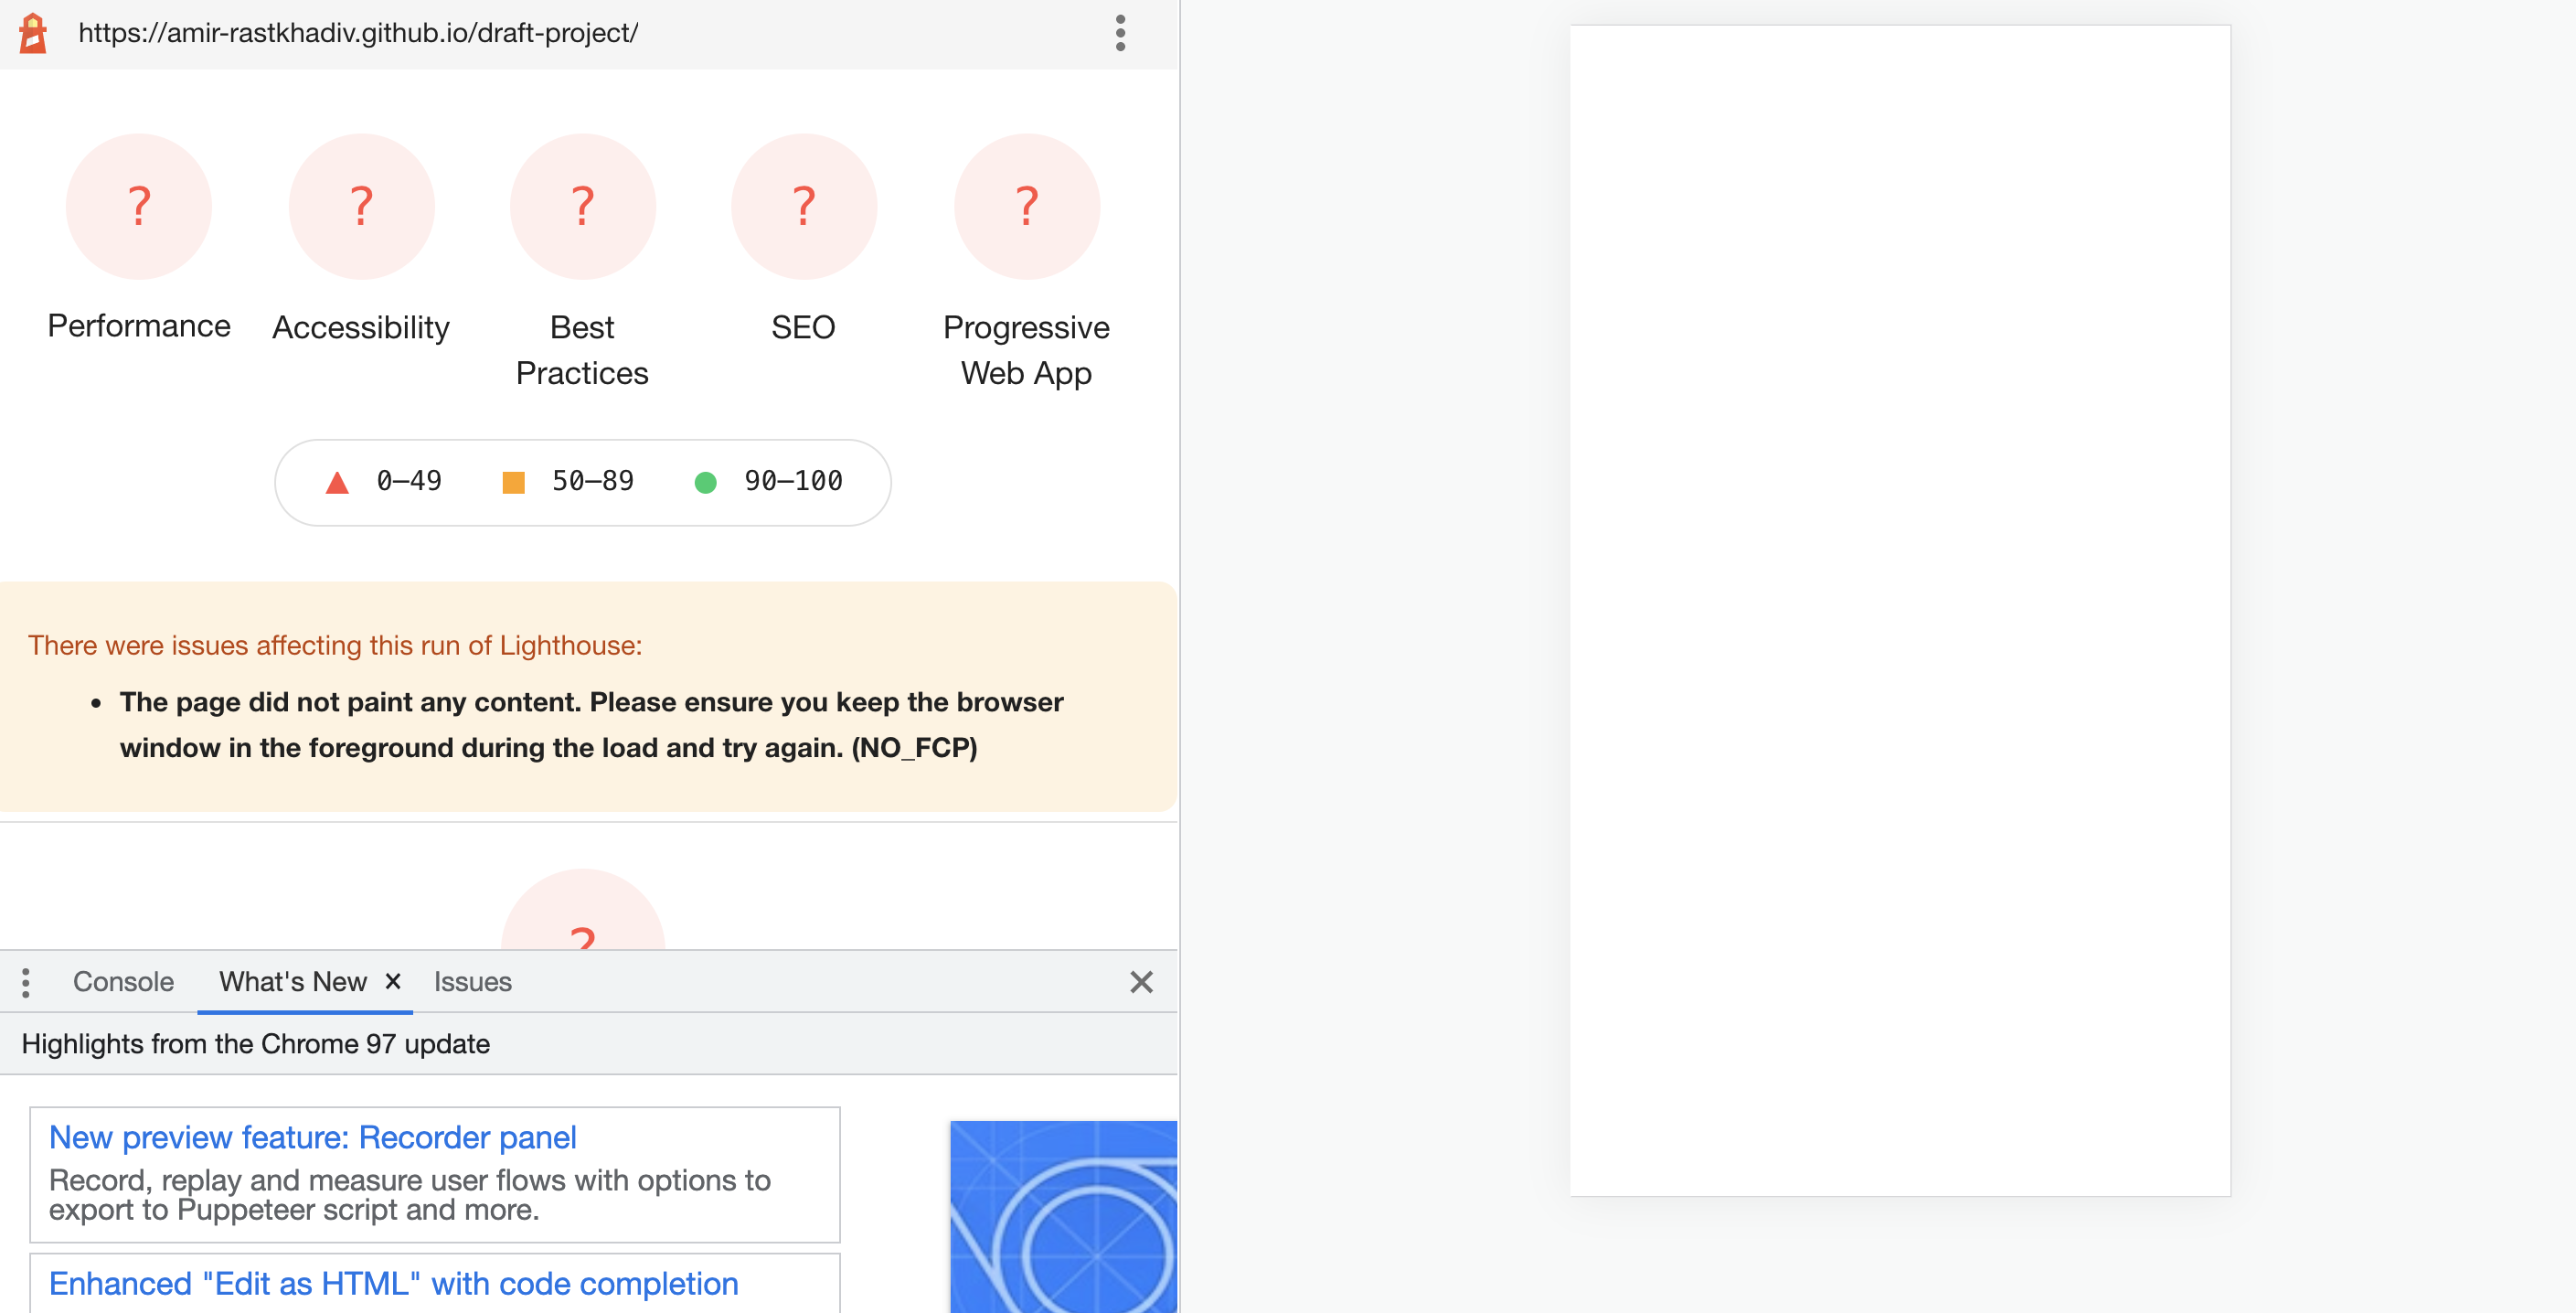 https://amir-rastkhadiv.github.io/draft-project/
? ? ? ? ?
Performance Accessibility Best Practices SEO Progressive Web App
0–49 50–89 90–100
There were issues affecting this run of Lighthouse:
• The page did not paint any content. Please ensure you keep the browser
window in the foreground during the load and try again. (NO_FCP)
?
Console What's New × Issues
Highlights from the Chrome 97 update
New preview feature: Recorder panel
Record, replay and measure user flows with options to
export to Puppeteer script and more.
Enhanced "Edit as HTML" with code completion